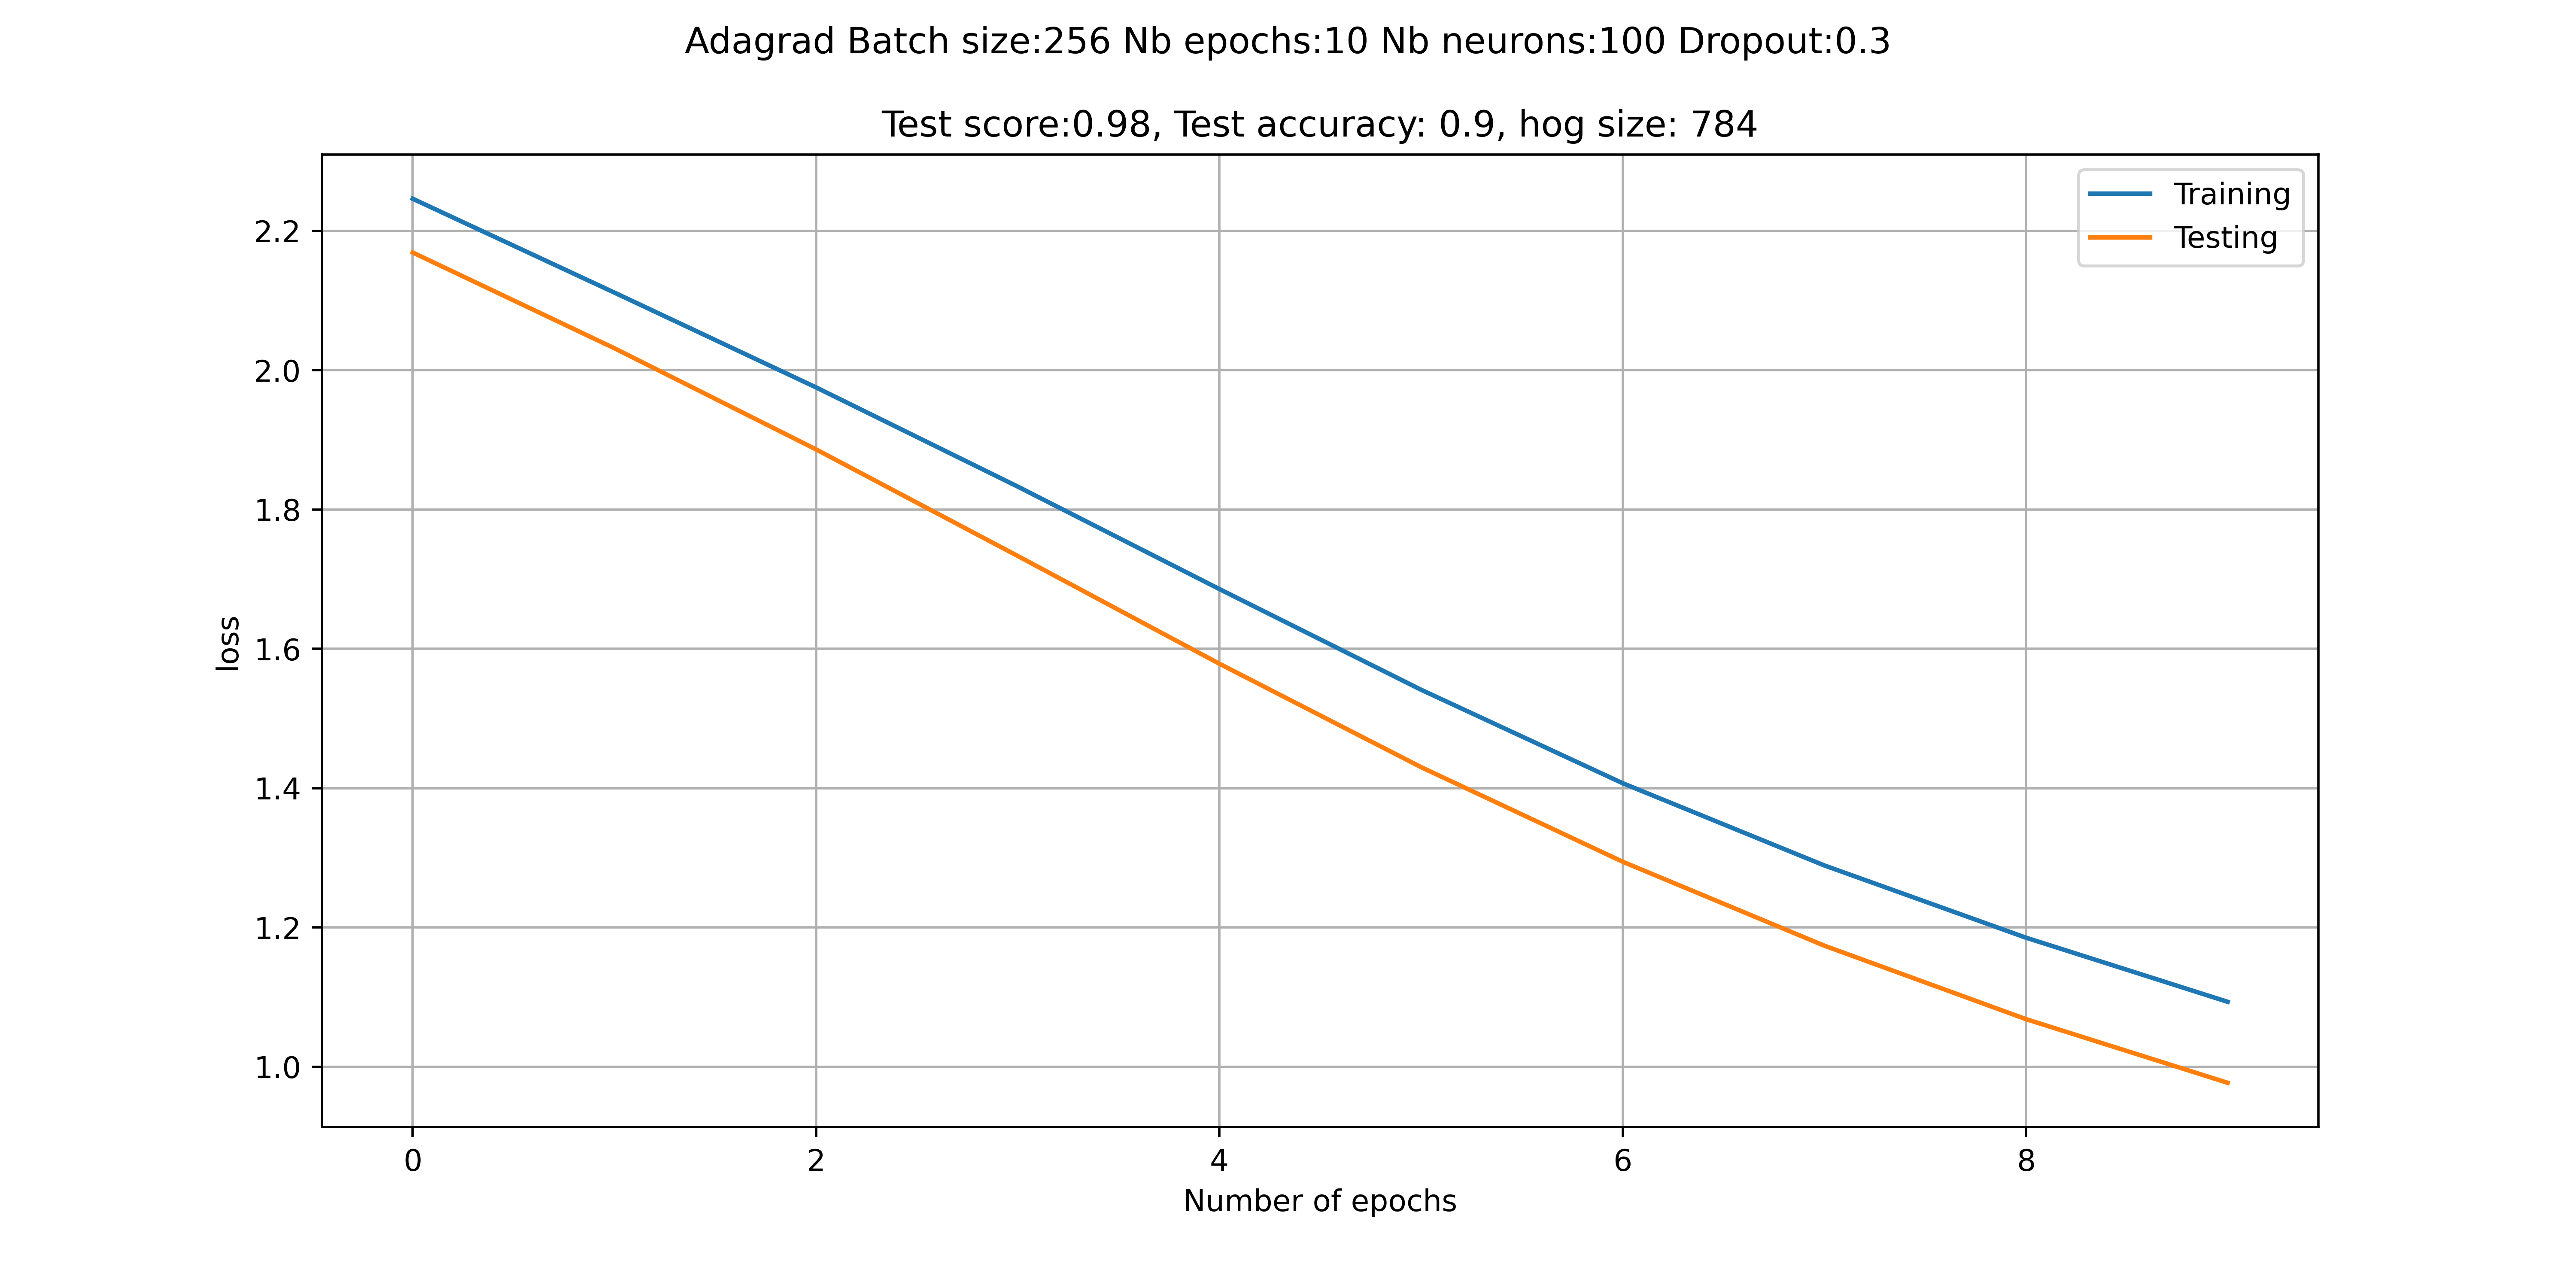 Adagrad Batch size:256 Nb epochs:10 Nb neurons:100 Dropout:0.3
Test score:0.98, Test accuracy: 0.9, hog size: 784
Training
Testing
2.2
2.0
1.8
1.6
1.4
1.2
1.0
loss
0 2 4 6 8
Number of epochs